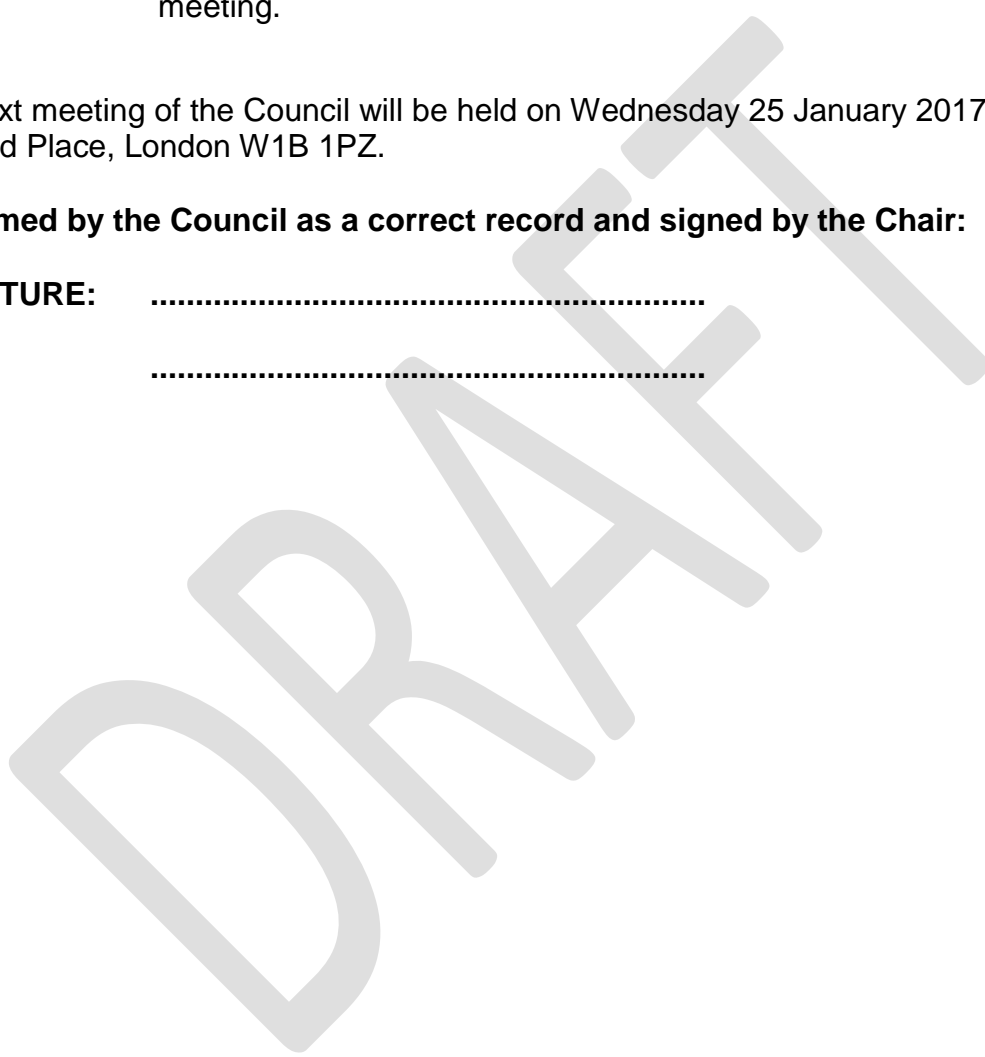 meeting.
xt meeting of the Council will be held on Wednesday 25 January 2017
d Place, London W1B 1PZ.
med by the Council as a correct record and signed by the Chair:
TURE: ..............................................................
..............................................................
DRAFT